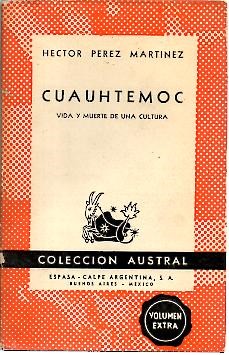 HECTOR PEREZ MARTINEZ
CUAUHTEMOC
VIDA Y MUERTE DE UNA CULTURA
COLECCION AUSTRAL
ESPASA - CALPE ARGENTINA, S. A.
BUENOS AIRES - MEXICO
VOLUMEN
EXTRA